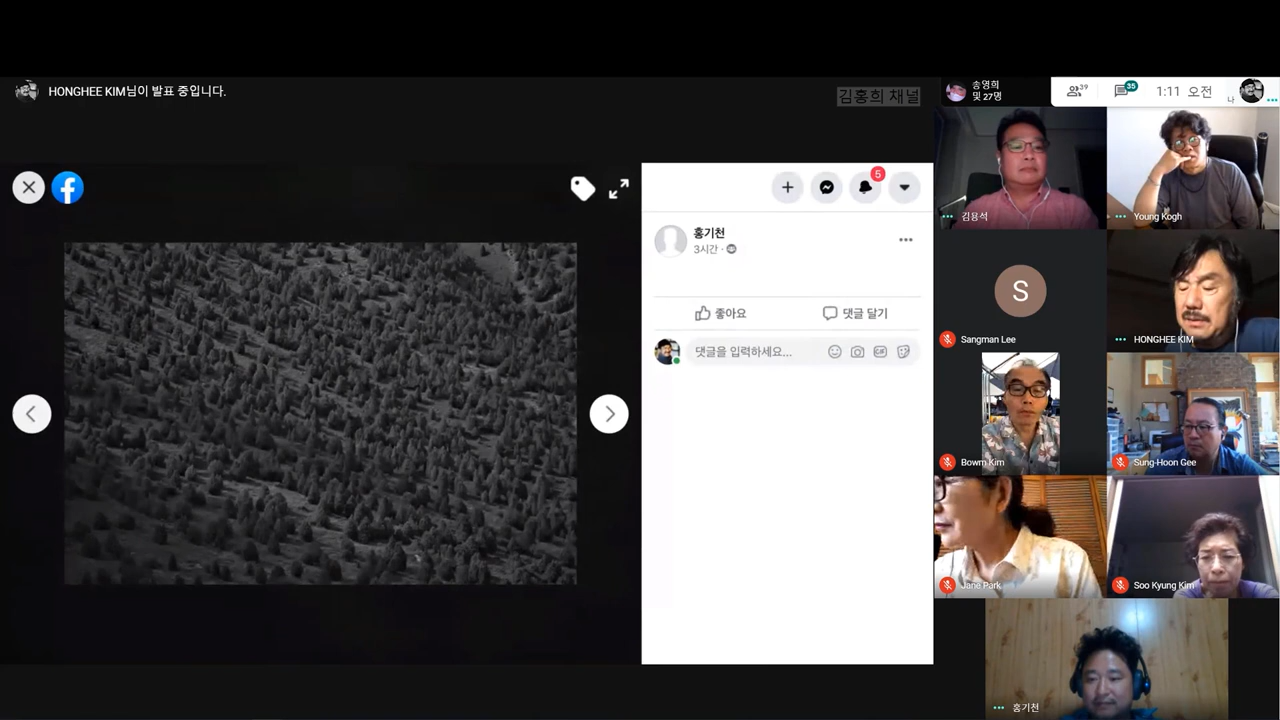 HONGHEE KIM님이 발표 중입니다.
김홍희 채널
송영희
및 27명
39
35
1:11 오전
나
5
홍기천
3시간 ·
좋아요
댓글 달기
댓글을 입력하세요...
GIF
김용석
Young Kogh
S
Sangman Lee
HONGHEE KIM
Bowm Kim
Sung-Hoon Gee
Jane Park
Soo Kyung Kim
홍기천